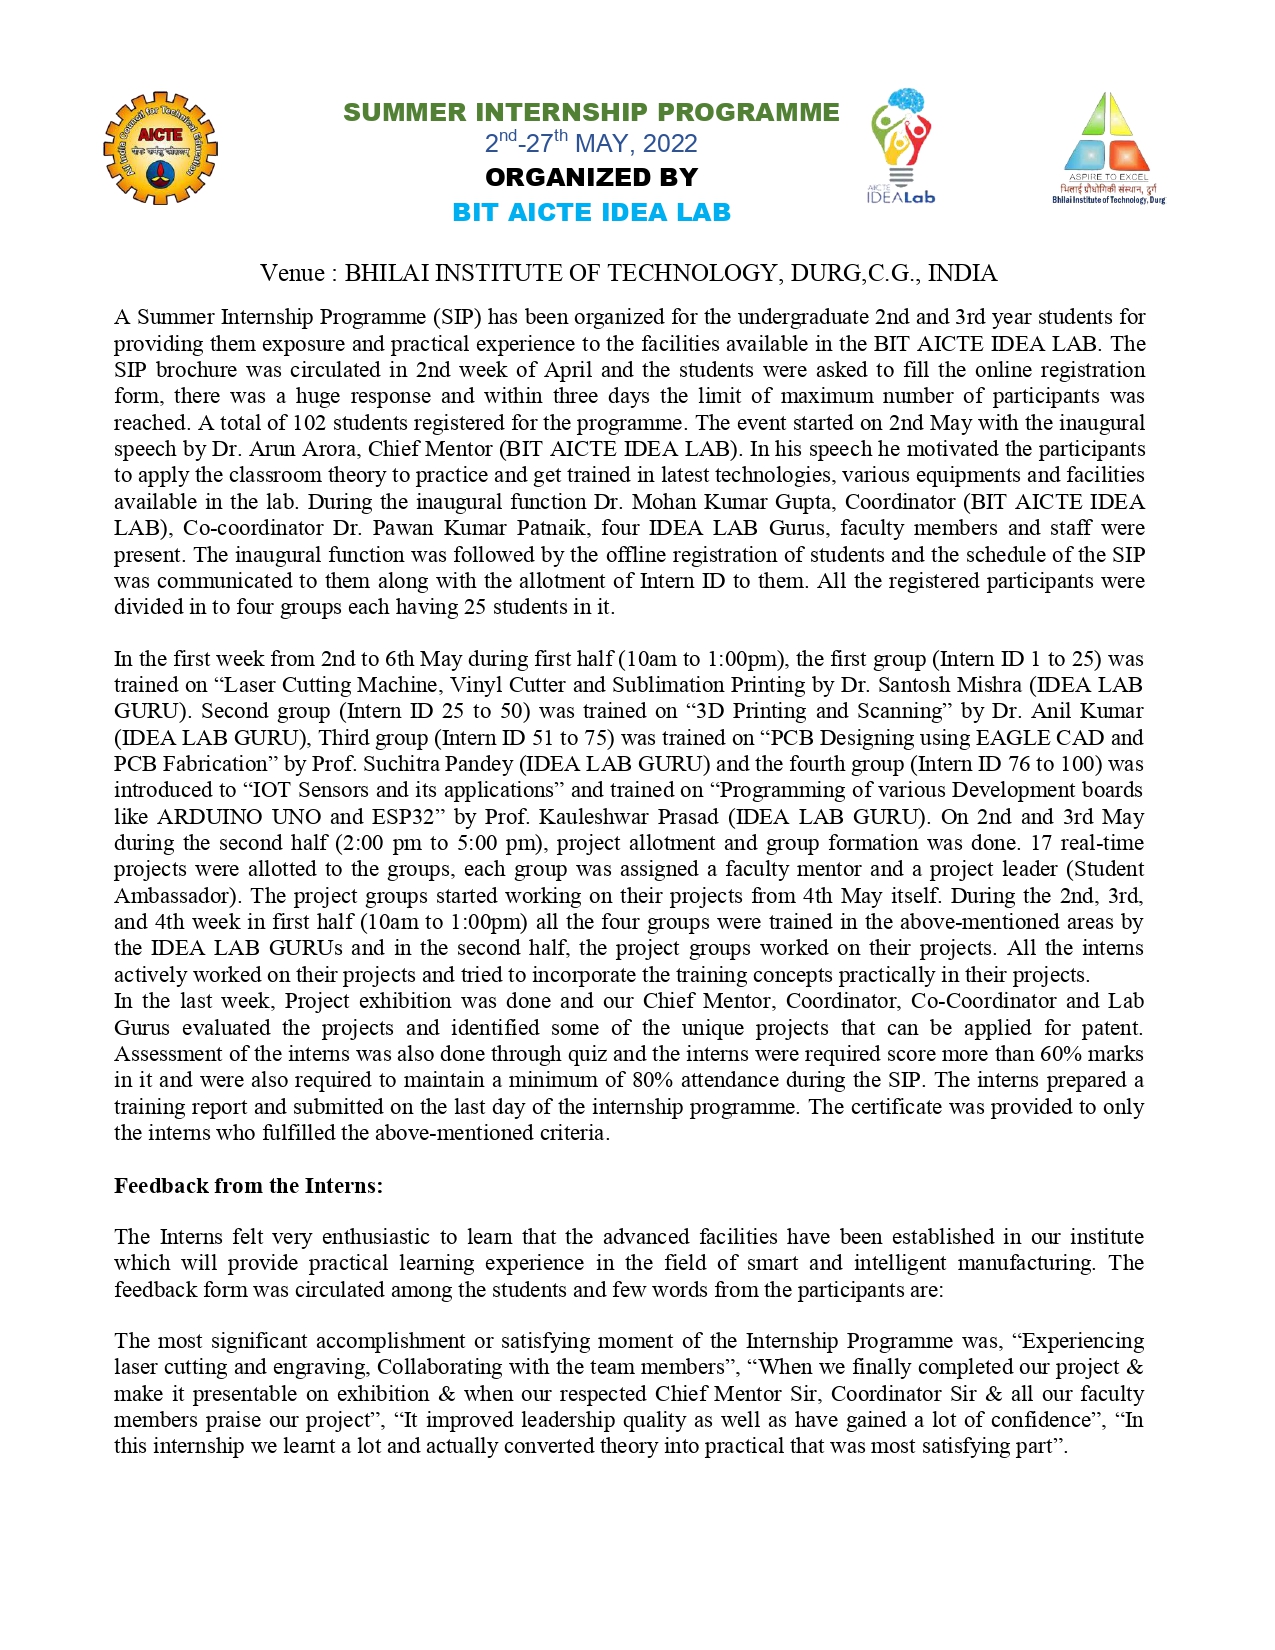 All India Council for Technical Education
AICTE
SUMMER INTERNSHIP PROGRAMME
2nd-27th MAY, 2022
ORGANIZED BY
BIT AICTE IDEA LAB
AICTE
IDEALab
ASPIRE TO EXCEL
भिलाई प्रौद्योगिकी संस्थान, दुर्ग
Bhilai Institute of Technology, Durg
Venue : BHILAI INSTITUTE OF TECHNOLOGY, DURG,C.G., INDIA
A Summer Internship Programme (SIP) has been organized for the undergraduate 2nd and 3rd year students for
providing them exposure and practical experience to the facilities available in the BIT AICTE IDEA LAB. The
SIP brochure was circulated in 2nd week of April and the students were asked to fill the online registration
form, there was a huge response and within three days the limit of maximum number of participants was
reached. A total of 102 students registered for the programme. The event started on 2nd May with the inaugural
speech by Dr. Arun Arora, Chief Mentor (BIT AICTE IDEA LAB). In his speech he motivated the participants
to apply the classroom theory to practice and get trained in latest technologies, various equipments and facilities
available in the lab. During the inaugural function Dr. Mohan Kumar Gupta, Coordinator (BIT AICTE IDEA
LAB), Co-coordinator Dr. Pawan Kumar Patnaik, four IDEA LAB Gurus, faculty members and staff were
present. The inaugural function was followed by the offline registration of students and the schedule of the SIP
was communicated to them along with the allotment of Intern ID to them. All the registered participants were
divided in to four groups each having 25 students in it.
In the first week from 2nd to 6th May during first half (10am to 1:00pm), the first group (Intern ID 1 to 25) was
trained on “Laser Cutting Machine, Vinyl Cutter and Sublimation Printing by Dr. Santosh Mishra (IDEA LAB
GURU). Second group (Intern ID 25 to 50) was trained on “3D Printing and Scanning” by Dr. Anil Kumar
(IDEA LAB GURU), Third group (Intern ID 51 to 75) was trained on “PCB Designing using EAGLE CAD and
PCB Fabrication” by Prof. Suchitra Pandey (IDEA LAB GURU) and the fourth group (Intern ID 76 to 100) was
introduced to “IOT Sensors and its applications” and trained on “Programming of various Development boards
like ARDUINO UNO and ESP32” by Prof. Kauleshwar Prasad (IDEA LAB GURU). On 2nd and 3rd May
during the second half (2:00 pm to 5:00 pm), project allotment and group formation was done. 17 real-time
projects were allotted to the groups, each group was assigned a faculty mentor and a project leader (Student
Ambassador). The project groups started working on their projects from 4th May itself. During the 2nd, 3rd,
and 4th week in first half (10am to 1:00pm) all the four groups were trained in the above-mentioned areas by
the IDEA LAB GURUs and in the second half, the project groups worked on their projects. All the interns
actively worked on their projects and tried to incorporate the training concepts practically in their projects.
In the last week, Project exhibition was done and our Chief Mentor, Coordinator, Co-Coordinator and Lab
Gurus evaluated the projects and identified some of the unique projects that can be applied for patent.
Assessment of the interns was also done through quiz and the interns were required score more than 60% marks
in it and were also required to maintain a minimum of 80% attendance during the SIP. The interns prepared a
training report and submitted on the last day of the internship programme. The certificate was provided to only
the interns who fulfilled the above-mentioned criteria.
Feedback from the Interns:
The Interns felt very enthusiastic to learn that the advanced facilities have been established in our institute
which will provide practical learning experience in the field of smart and intelligent manufacturing. The
feedback form was circulated among the students and few words from the participants are:
The most significant accomplishment or satisfying moment of the Internship Programme was, “Experiencing
laser cutting and engraving, Collaborating with the team members”, “When we finally completed our project &
make it presentable on exhibition & when our respected Chief Mentor Sir, Coordinator Sir & all our faculty
members praise our project”, “It improved leadership quality as well as have gained a lot of confidence”, “In
this internship we learnt a lot and actually converted theory into practical that was most satisfying part”.